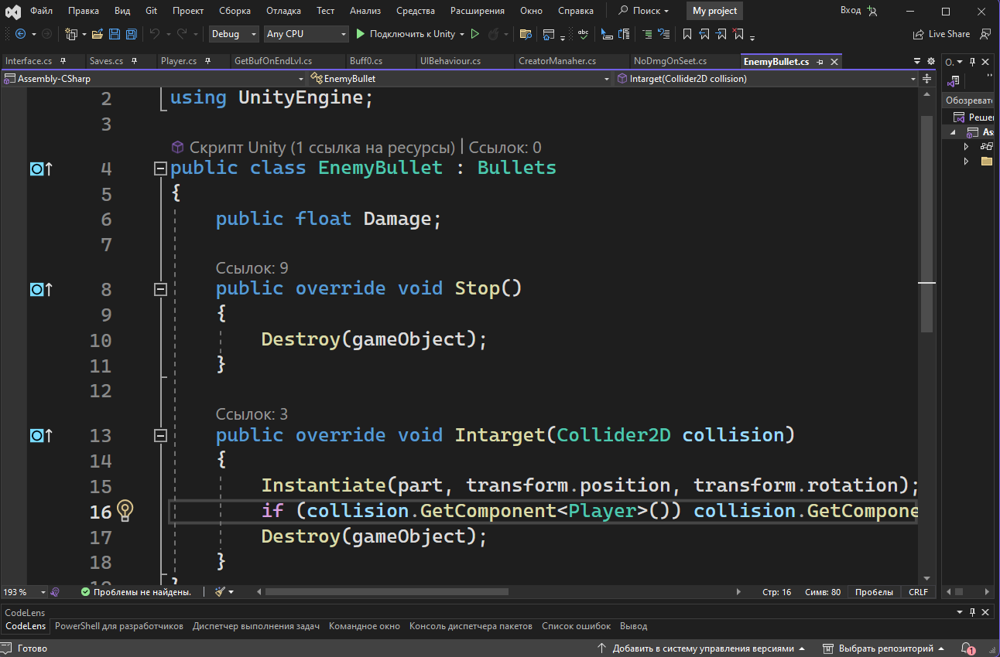 Файл Правка Вид Git Проект Сборка Отладка Тест Анализ Средства Расширения Окно Справка Поиск My project Вход
Debug Any CPU Подключить к Unity Live Share
Interface.cs Saves.cs Player.cs GetBufOnEndLvl.cs Buff0.cs UIBehaviour.cs CreatorManaher.cs NoDmgOnSeet.cs EnemyBullet.cs
Assembly-CSharp EnemyBullet Intarget(Collider2D collision)
2 using UnityEngine;
3
Скрипт Unity (1 ссылка на ресурсы) | Ссылок: 0
4 public class EnemyBullet : Bullets
5 {
6 public float Damage;
7
Ссылок: 9
8 public override void Stop()
9 {
10 Destroy(gameObject);
11 }
12
Ссылок: 3
13 public override void Intarget(Collider2D collision)
14 {
15 Instantiate(part, transform.position, transform.rotation);
16 if (collision.GetComponent<Player>()) collision.GetCompone
17 Destroy(gameObject);
18 }
19 }
О...
Обозревате
Решен
As
193 % Проблемы не найдены. Стр: 16 Симв: 80 Пробелы CRLF
CodeLens
CodeLens PowerShell для разработчиков Диспетчер выполнения задач Командное окно Консоль диспетчера пакетов Список ошибок Вывод
Готово Добавить в систему управления версиями Выбрать репозиторий 1